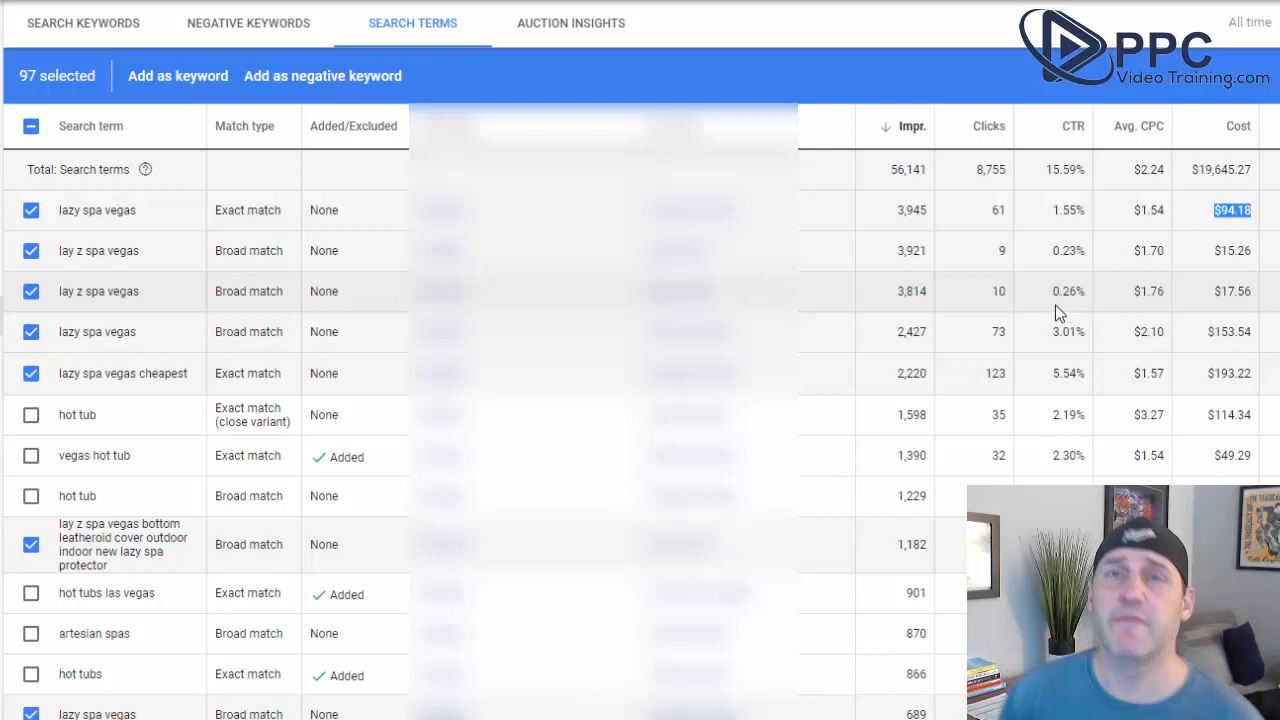 SEARCH KEYWORDS NEGATIVE KEYWORDS SEARCH TERMS AUCTION INSIGHTS All time
PPC
Video Training.com
97 selected Add as keyword Add as negative keyword
Search term Match type Added/Excluded Impr. Clicks CTR Avg. CPC Cost
Total: Search terms 56,141 8,755 15.59% $2.24 $19,645.27
lazy spa vegas Exact match None 3,945 61 1.55% $1.54 $94.18
lay z spa vegas Broad match None 3,921 9 0.23% $1.70 $15.26
lay z spa vegas Broad match None 3,814 10 0.26% $1.76 $17.56
lazy spa vegas Broad match None 2,427 73 3.01% $2.10 $153.54
lazy spa vegas cheapest Exact match None 2,220 123 5.54% $1.57 $193.22
hot tub Exact match (close variant) None 1,598 35 2.19% $3.27 $114.34
vegas hot tub Exact match Added 1,390 32 2.30% $1.54 $49.29
hot tub Broad match None 1,229
lay z spa vegas bottom
leatheroid cover outdoor
indoor new lazy spa
protector Broad match None 1,182
hot tubs las vegas Exact match Added 901
artesian spas Broad match None 870
hot tubs Exact match Added 866
lazy spa vegas Broad match None 689